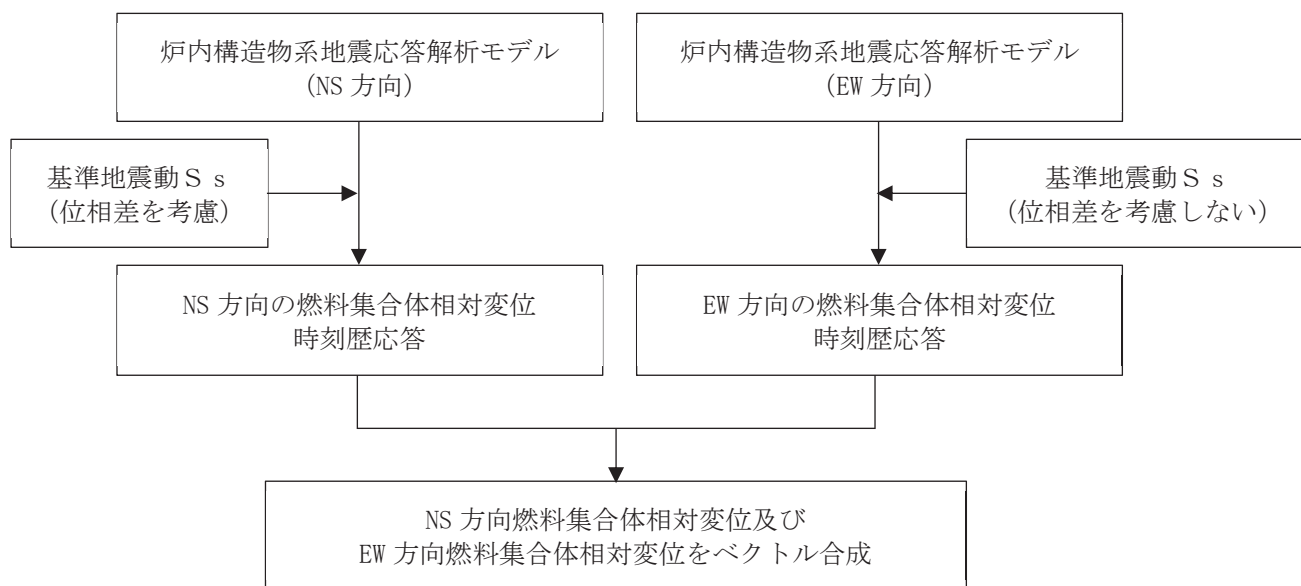 炉内構造物系地震応答解析モデル
(NS 方向)
炉内構造物系地震応答解析モデル
(EW 方向)
基準地震動Ｓｓ
(位相差を考慮)
基準地震動Ｓｓ
(位相差を考慮しない)
NS 方向の燃料集合体相対変位
時刻歴応答
EW 方向の燃料集合体相対変位
時刻歴応答
NS 方向燃料集合体相対変位及び
EW 方向燃料集合体相対変位をベクトル合成